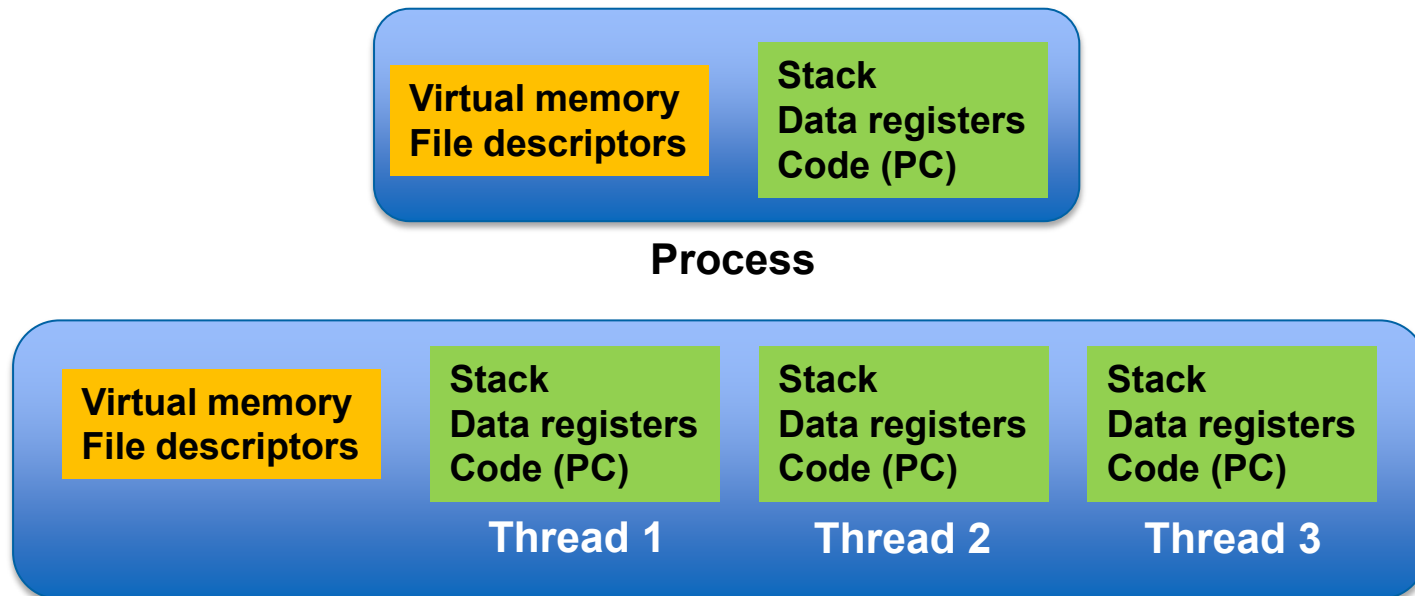 Virtual memory
File descriptors
Stack
Data registers
Code (PC)
Process
Virtual memory
File descriptors
Stack
Data registers
Code (PC)
Thread 1
Stack
Data registers
Code (PC)
Thread 2
Stack
Data registers
Code (PC)
Thread 3